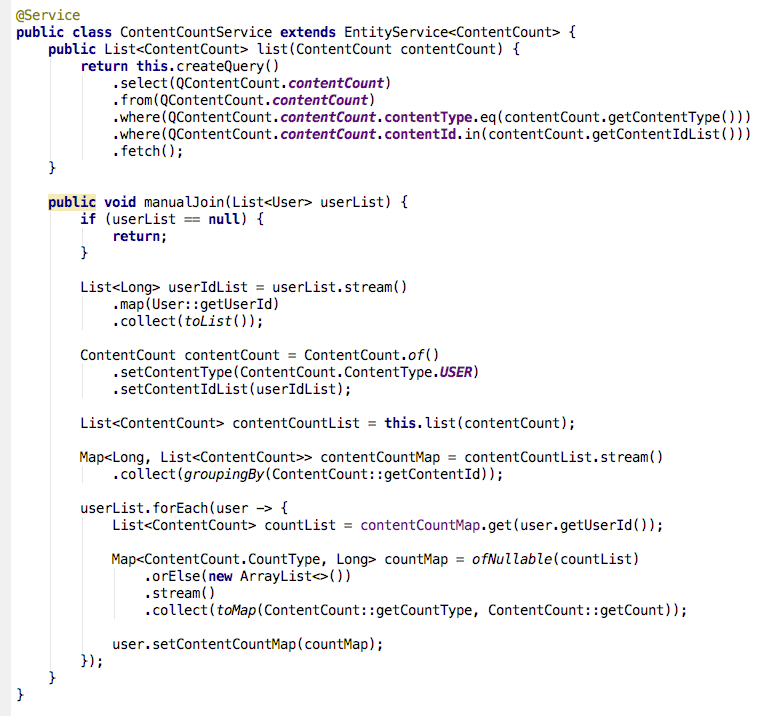 @Service
public class ContentCountService extends EntityService<ContentCount> {
    public List<ContentCount> list(ContentCount contentCount) {
        return this.createQuery()
            .select(QContentCount.contentCount)
            .from(QContentCount.contentCount)
            .where(QContentCount.contentCount.contentType.eq(contentCount.getContentType()))
            .where(QContentCount.contentCount.contentId.in(contentCount.getContentIdList()))
            .fetch();
    }
    public void manualJoin(List<User> userList) {
        if (userList == null) {
            return;
        }
        List<Long> userIdList = userList.stream()
            .map(User::getUserId)
            .collect(toList());
        ContentCount contentCount = ContentCount.of()
            .setContentType(ContentCount.ContentType.USER)
            .setContentIdList(userIdList);
        List<ContentCount> contentCountList = this.list(contentCount);
        Map<Long, List<ContentCount>> contentCountMap = contentCountList.stream()
            .collect(groupingBy(ContentCount::getContentId));
        userList.forEach(user -> {
            List<ContentCount> countList = contentCountMap.get(user.getUserId());
            Map<ContentCount.CountType, Long> countMap = ofNullable(countList)
                .orElse(new ArrayList<>())
                .stream()
                .collect(toMap(ContentCount::getCountType, ContentCount::getCount));
            user.setContentCountMap(countMap);
        });
    }
}